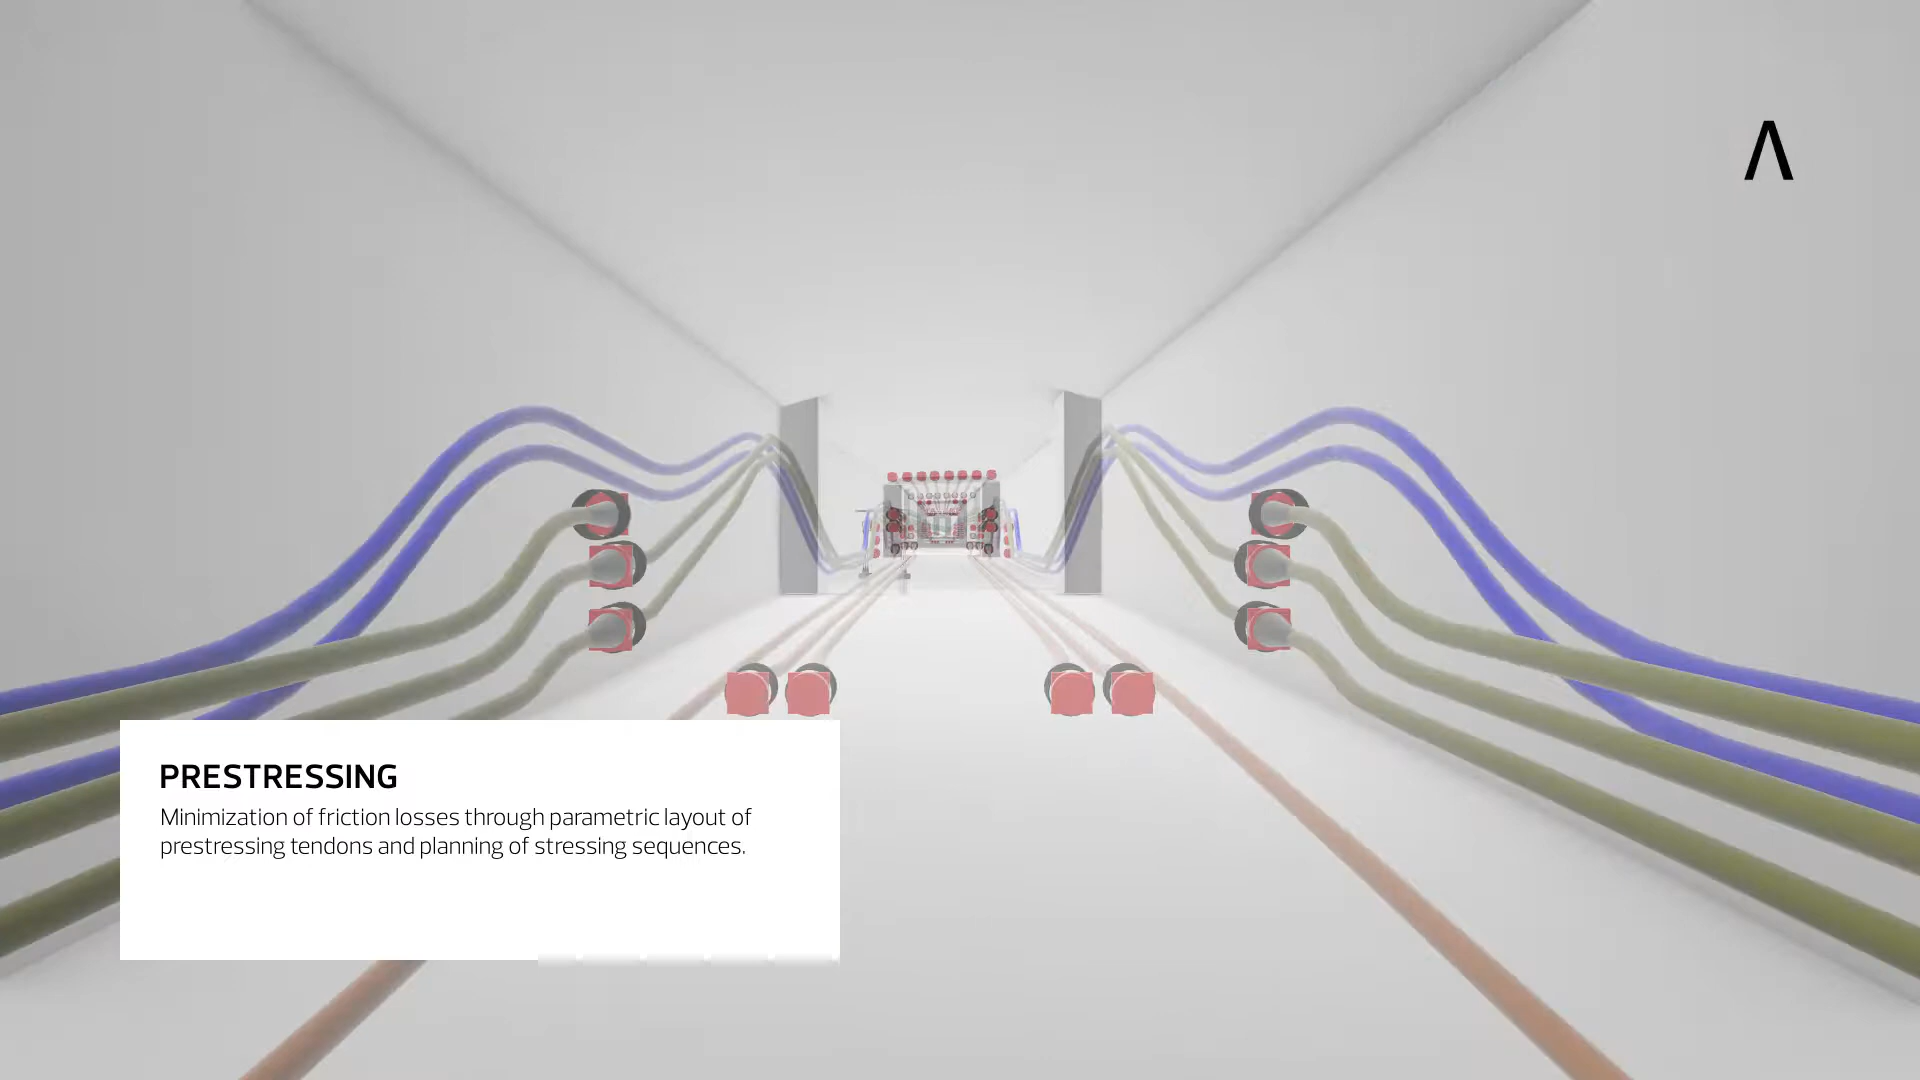 PRESTRESSING
Minimization of friction losses through parametric layout of
prestressing tendons and planning of stressing sequences.